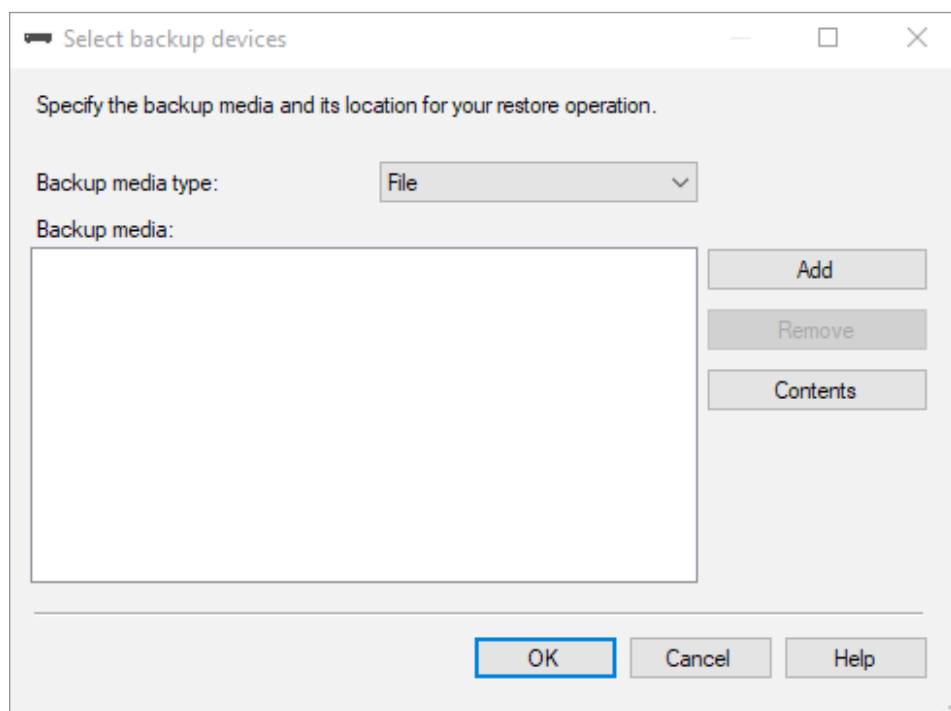 Select backup devices
Specify the backup media and its location for your restore operation.
Backup media type:
File
Backup media:
Add
Remove
Contents
OK
Cancel
Help